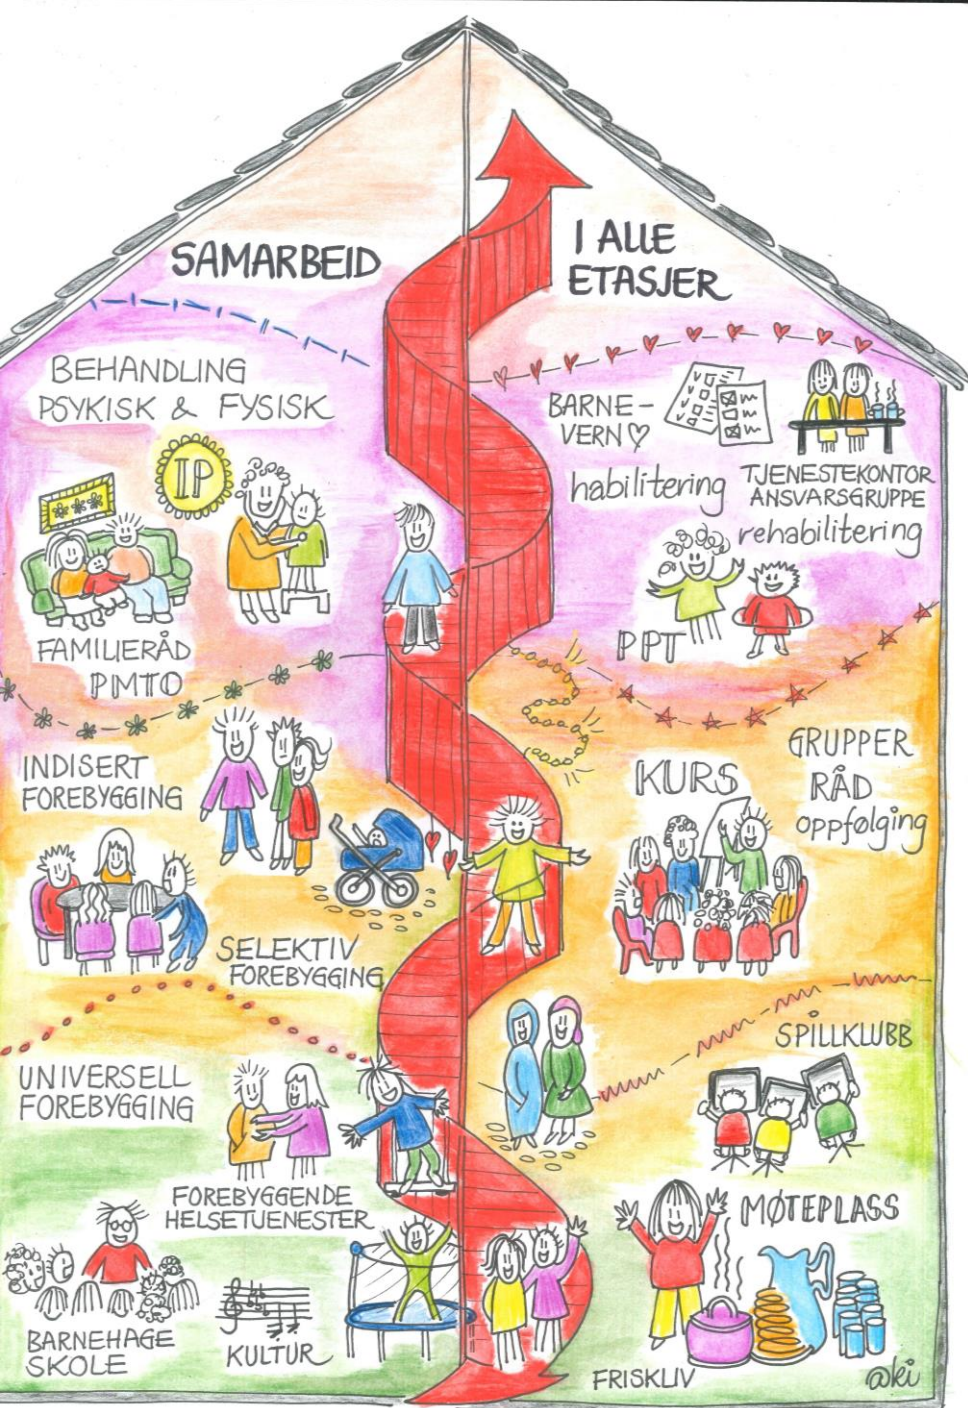 SAMARBEID
I ALLE
ETASJER
BEHANDLING
PSYKISK & FYSISK
IP
FAMILIERÅD
PMTO
BARNE-
VERN
habilitering
TJENESTEKONTOR
ANSVARSGRUPPE
rehabilitering
PPT
INDISERT
FOREBYGGING
SELEKTIV
FOREBYGGING
KURS
GRUPPER
RÅD
oppfølging
UNIVERSELL
FOREBYGGING
FOREBYGGENDE
HELSETJENESTER
BARNEHAGE
SKOLE
KULTUR
SPILLKLUBB
MØTEPLASS
FRISKLIV
@ki